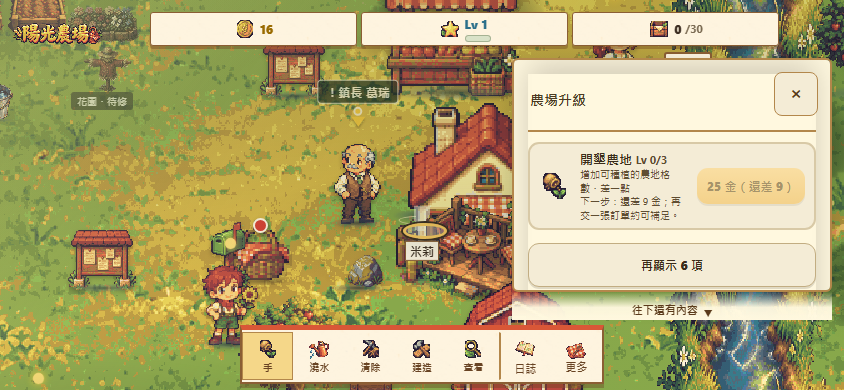 陽光農場
16
Lv 1
0 /30
花圃 · 待修
! 鎮長 葛瑞
米莉
農場升級
×
開墾農地 Lv 0/3
增加可種植的農地格
數 · 差一點
下一步：還差 9 金；再
交一張訂單約可補足。
25 金（還差 9 ）
再顯示 6 項
往下還有內容 ▼
手
澆水
清除
建造
查看
日誌
更多